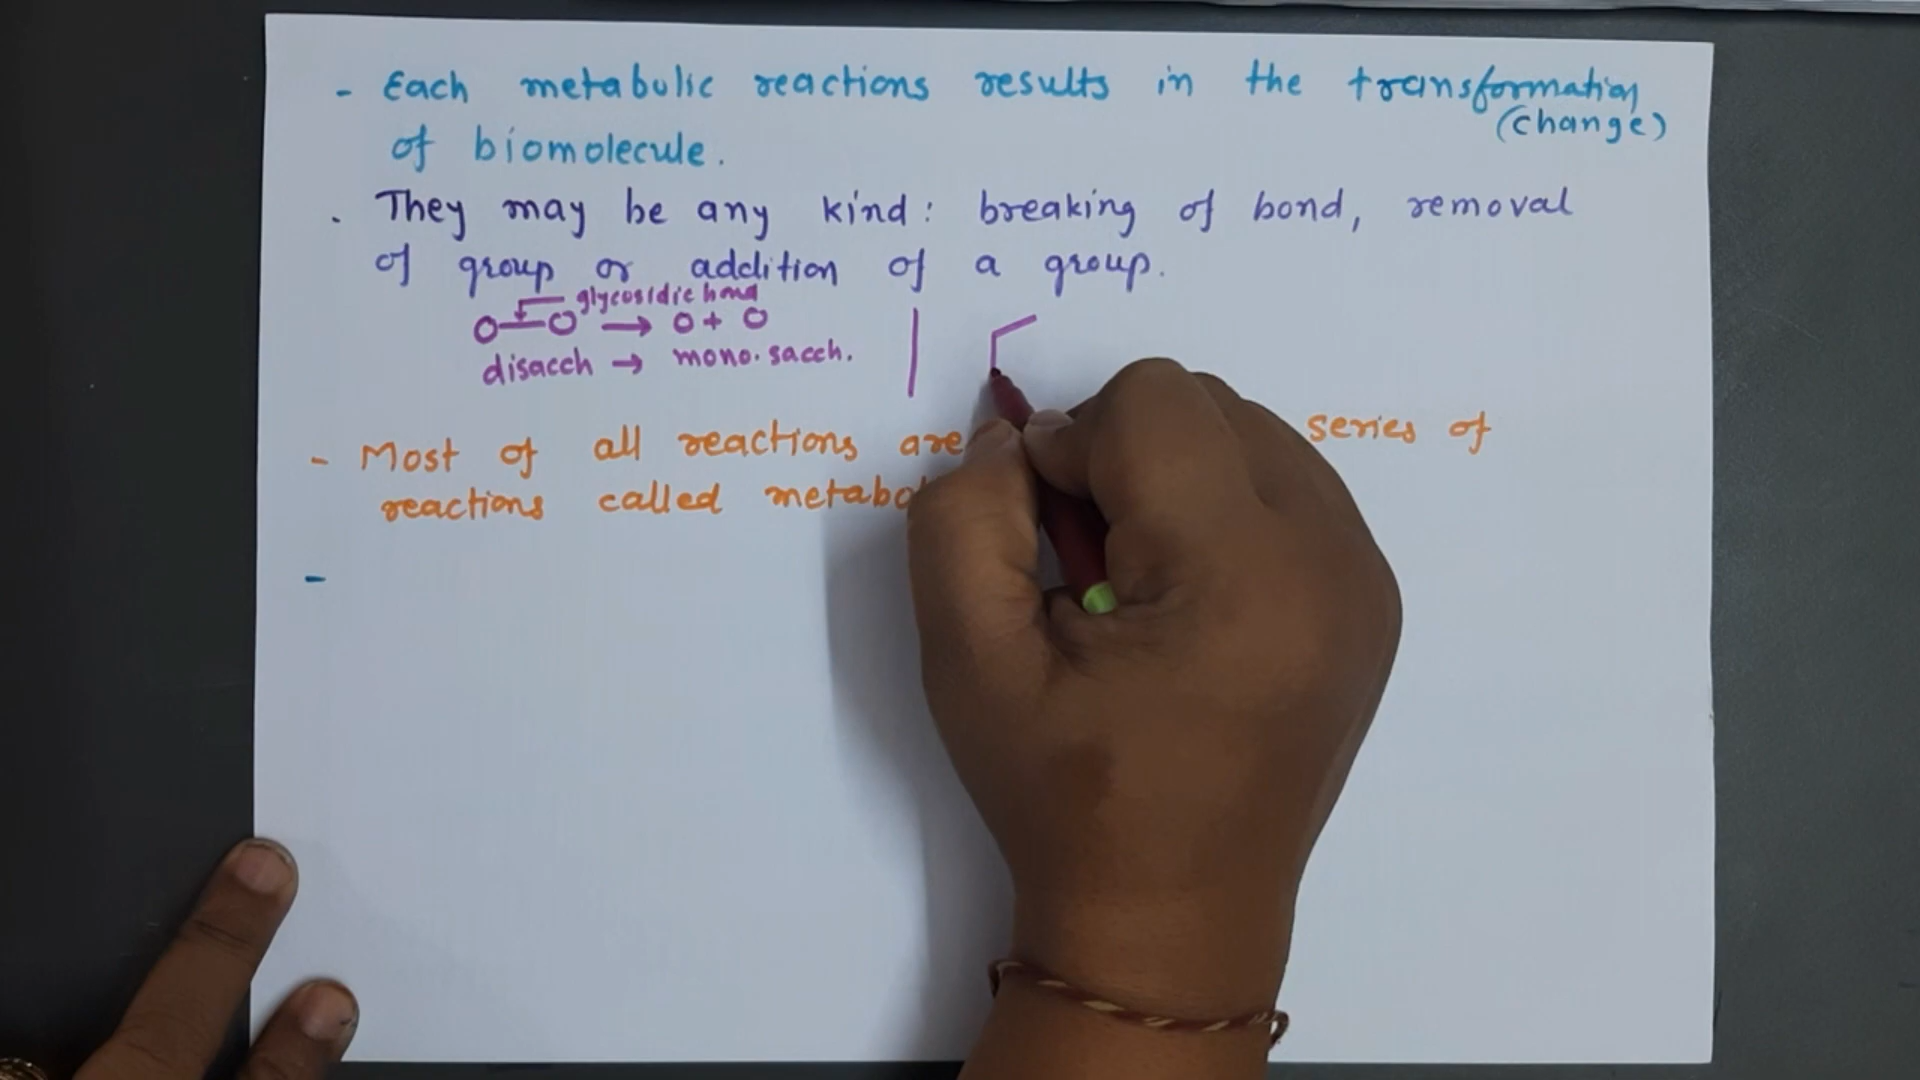 - Each metabolic reactions results in the transformation
(change)
of biomolecule.
. They may be any kind: breaking of bond, removal
of group or addition of a group.
glycosidic bond
O-O → O + O
disacch → mono. sacch.
- Most of all reactions are series of
reactions called
-